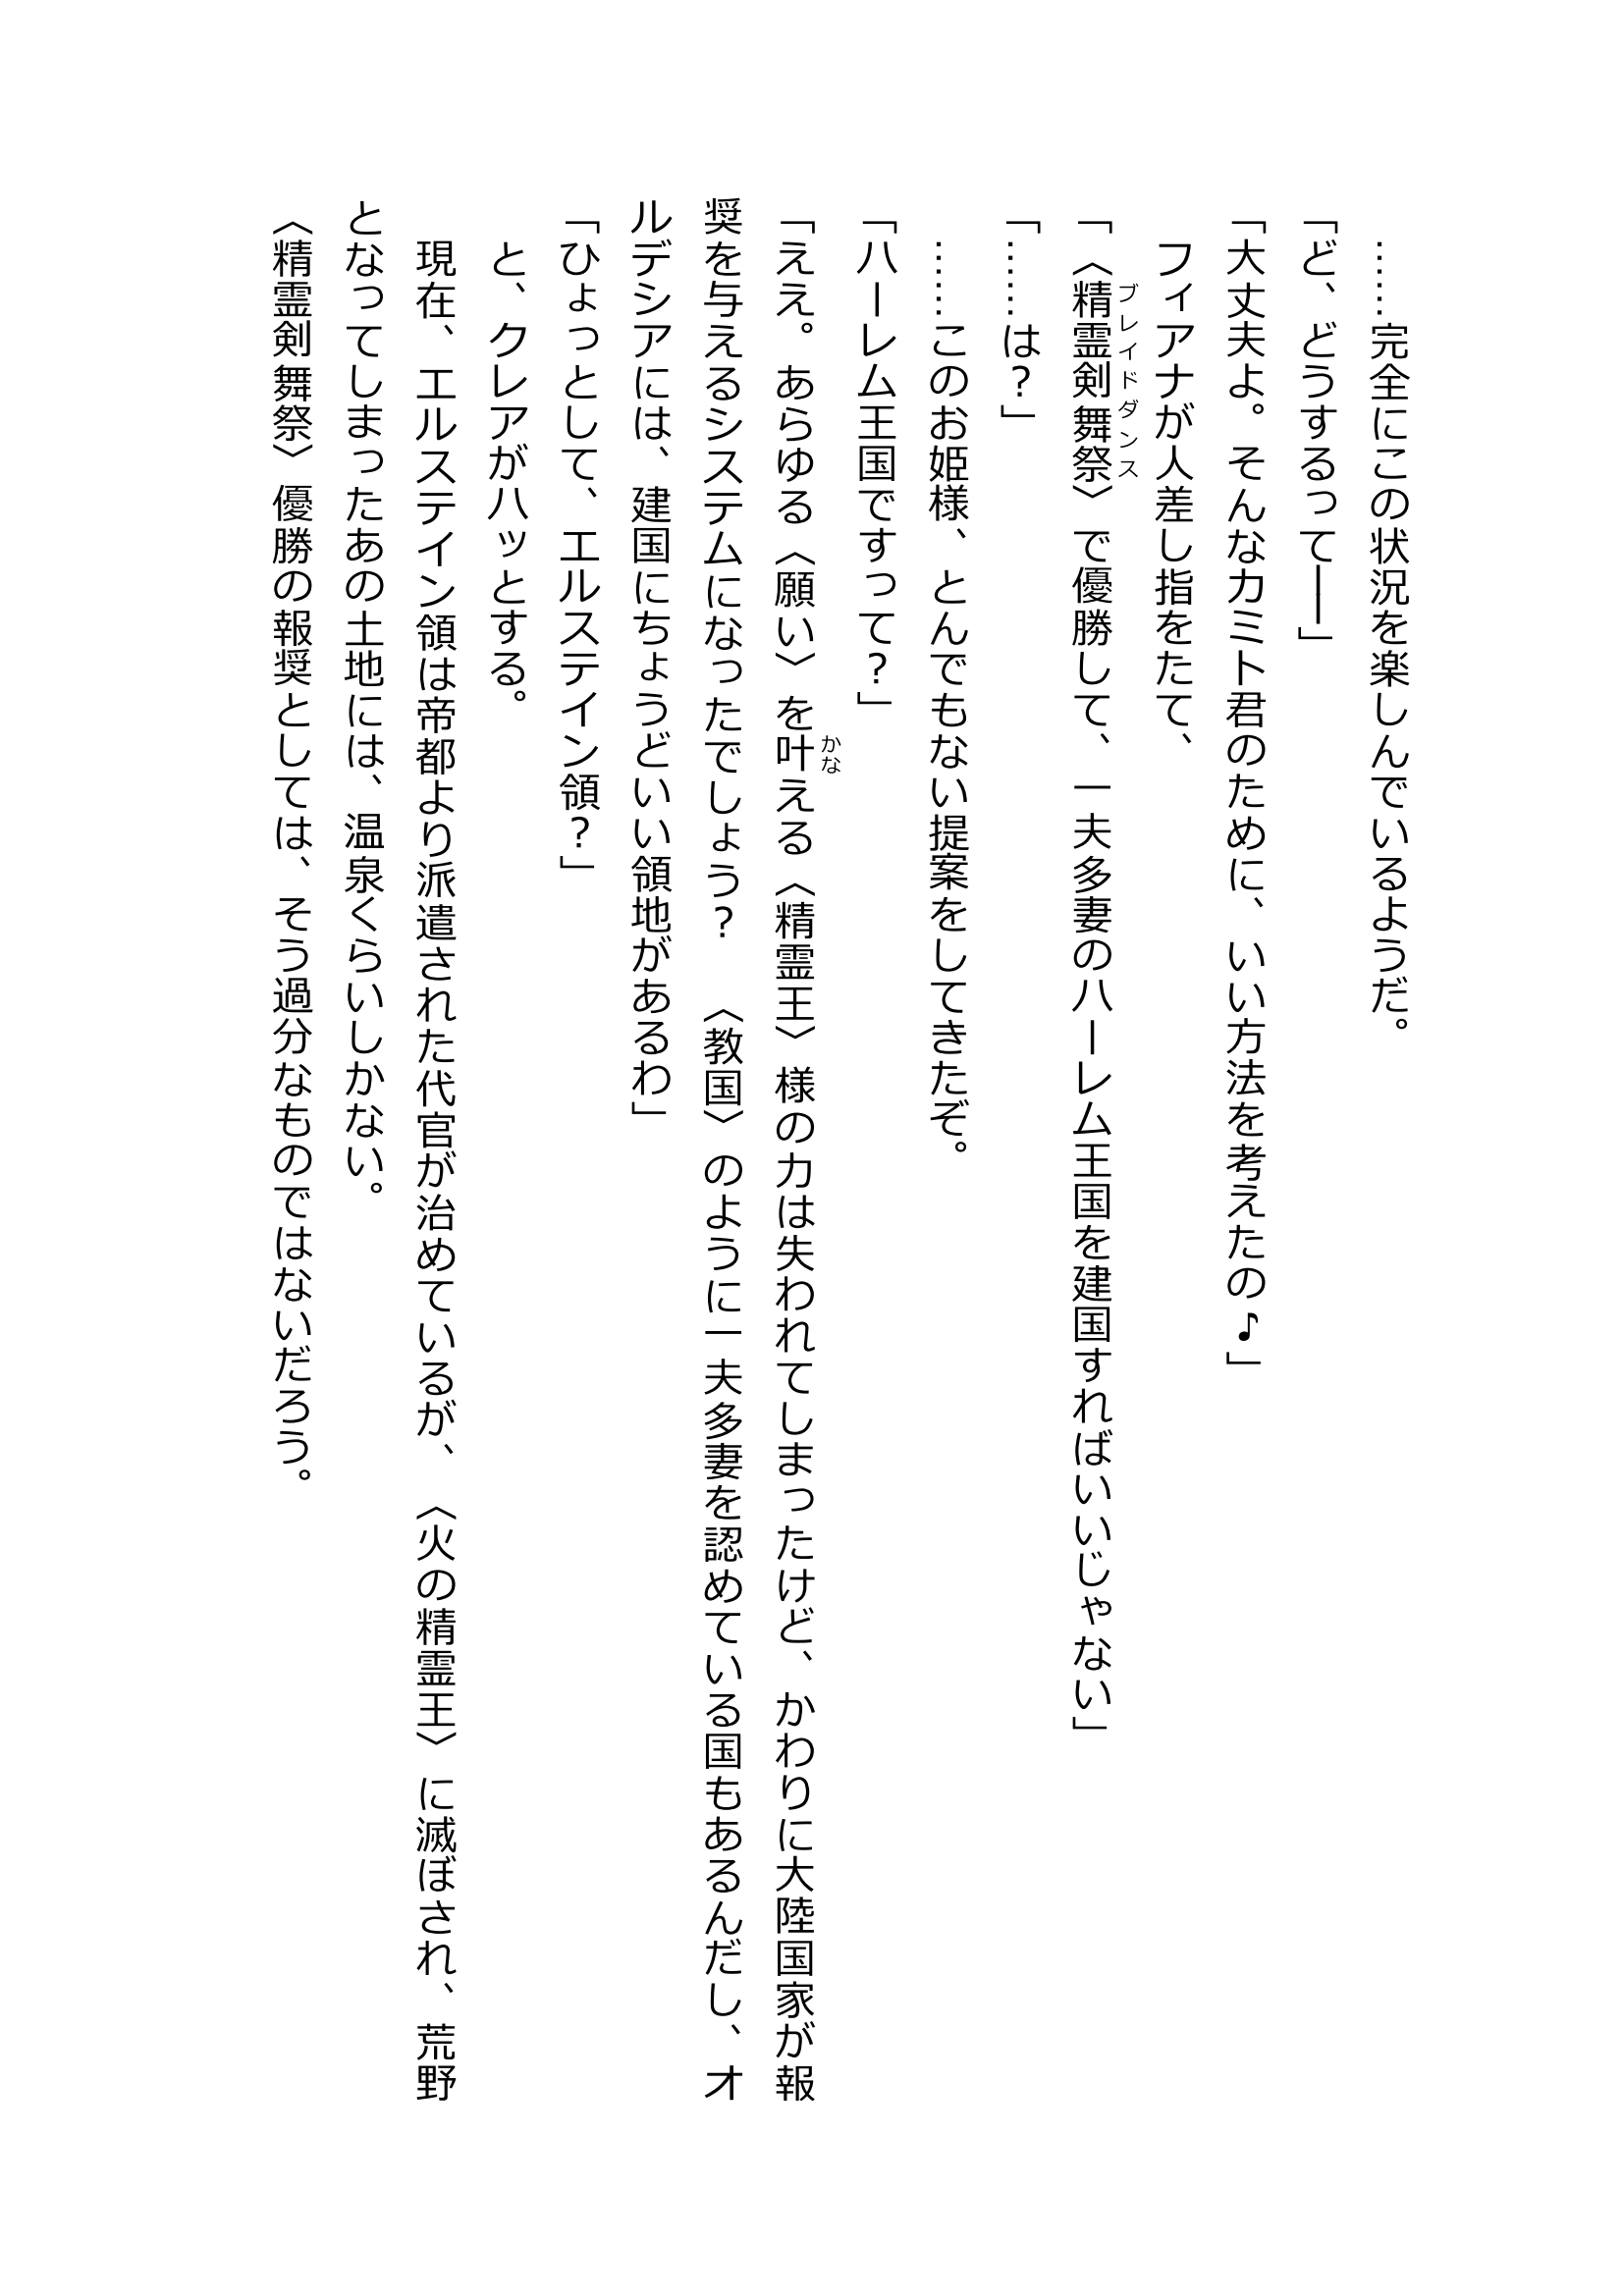 ……完全にこの状況を楽しんでいるようだ。
「ど、どうするって――」
「大丈夫よ。そんなカミト君のために、いい方法を考えたの♪」
フィアナが人差し指をたて、
「〈精霊剣舞祭〉で優勝して、一夫多妻のハーレム王国を建国すればいいじゃない」
ブレイドダンス
「……は？」
……このお姫様、とんでもない提案をしてきたぞ。
「ハーレム王国ですって？」
「ええ。あらゆる〈願い〉を叶える〈精霊王〉様の力は失われてしまったけど、かわりに大陸国家が報
かな
奨を与えるシステムになったでしょう？　〈教国〉のように一夫多妻を認めている国もあるんだし、オ
ルデシアには、建国にちょうどいい領地があるわ」
「ひょっとして、エルステイン領？」
と、クレアがハッとする。
現在、エルステイン領は帝都より派遣された代官が治めているが、〈火の精霊王〉に滅ぼされ、荒野
となってしまったあの土地には、温泉くらいしかない。
〈精霊剣舞祭〉優勝の報奨としては、そう過分なものではないだろう。